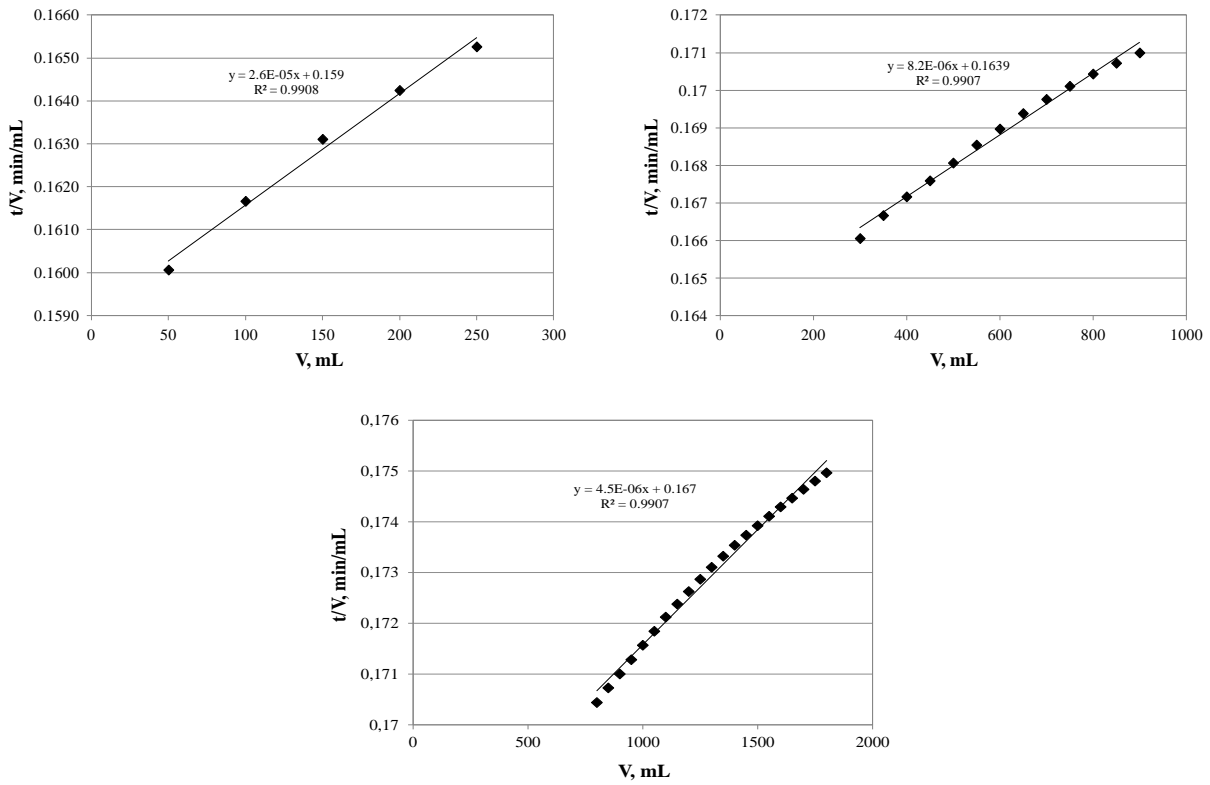 0.1660
0.1650
0.1640
0.1630
0.1620
0.1610
0.1600
0.1590
t/V, min/mL
y = 2.6E-05x + 0.159
R² = 0.9908
0 50 100 150 200 250 300
V, mL
0.172
0.171
0.17
0.169
0.168
0.167
0.166
0.165
0.164
t/V, min/mL
y = 8.2E-06x + 0.1639
R² = 0.9907
0 200 400 600 800 1000
V, mL
0,176
0,175
0,174
0,173
0,172
0,171
0,17
t/V, min/mL
y = 4.5E-06x + 0.167
R² = 0.9907
0 500 1000 1500 2000
V, mL